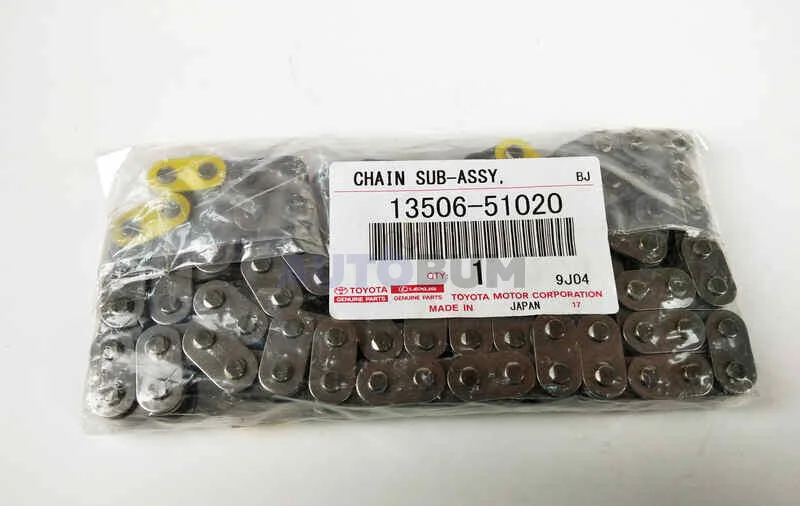 CHAIN SUB-ASSY, BJ
13506-51020
AUTOBUM
QTY: 1 9J04
TOYOTA LEXUS
GENUINE PARTS GENUINE PARTS TOYOTA MOTOR CORPORATION
MADE IN JAPAN 17